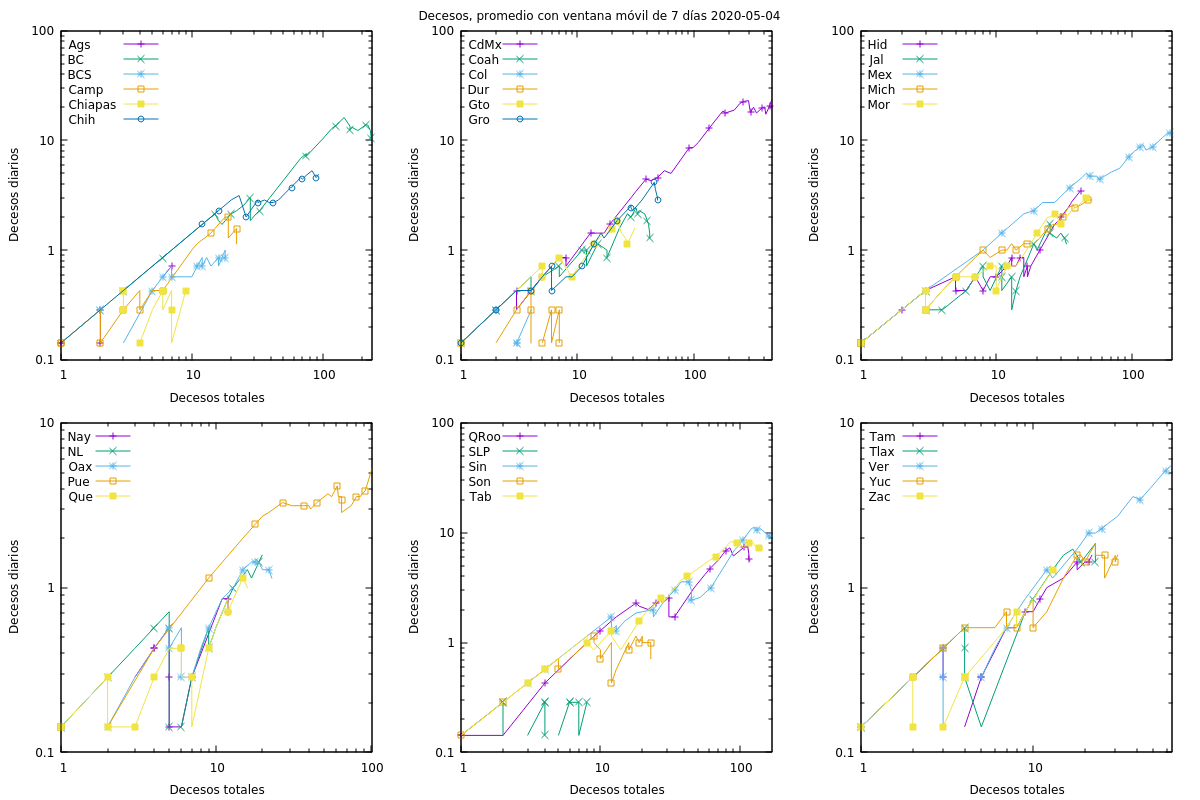 Decesos, promedio con ventana móvil de 7 días 2020-05-04
100
10
1
0.1
1
10
100
Decesos diarios
Decesos totales
Ags
BC
BCS
Camp
Chiapas
Chih
100
10
1
0.1
1
10
100
Decesos diarios
Decesos totales
CdMx
Coah
Col
Dur
Gto
Gro
100
10
1
0.1
1
10
100
Decesos diarios
Decesos totales
Hid
Jal
Mex
Mich
Mor
10
1
0.1
1
10
100
Decesos diarios
Decesos totales
Nay
NL
Oax
Pue
Que
100
10
1
0.1
1
10
100
Decesos diarios
Decesos totales
QRoo
SLP
Sin
Son
Tab
10
1
0.1
1
10
Decesos diarios
Decesos totales
Tam
Tlax
Ver
Yuc
Zac